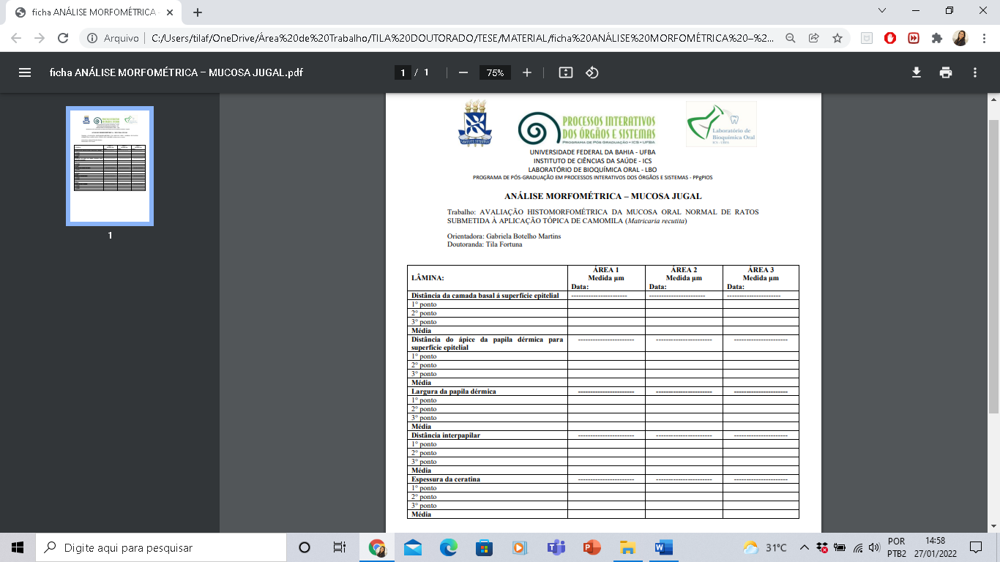 ficha ANÁLISE MORFOMÉTRICA -
Arquivo
C:/Users/tilaf/OneDrive/Área%20de%20Trabalho/TILA%20DOUTORADO/TESE/MATERIAL/ficha%20ANÁLISE%20MORFOMÉTRICA%20–%2...
ficha ANÁLISE MORFOMÉTRICA – MUCOSA JUGAL.pdf
1 / 1
75%
1
PROCESSOS INTERATIVOS
DOS ÓRGÃOS E SISTEMAS
PROGRAMA DE PÓS GRADUAÇÃO • ICS • UFBA
Laboratório de
Bioquímica Oral
ICS - UFBA
UNIVERSIDADE FEDERAL DA BAHIA - UFBA
INSTITUTO DE CIÊNCIAS DA SAÚDE - ICS
LABORATÓRIO DE BIOQUÍMICA ORAL - LBO
PROGRAMA DE PÓS-GRADUAÇÃO EM PROCESSOS INTERATIVOS DOS ÓRGÃOS E SISTEMAS - PPgPIOS
ANÁLISE MORFOMÉTRICA – MUCOSA JUGAL
Trabalho: AVALIAÇÃO HISTOMORFOMÉTRICA DA MUCOSA ORAL NORMAL DE RATOS
SUBMETIDA À APLICAÇÃO TÓPICA DE CAMOMILA (Matricaria recutita)
Orientadora: Gabriela Botelho Martins
Doutoranda: Tila Fortuna
LÂMINA:
ÁREA 1
Medida µm
Data:
ÁREA 2
Medida µm
Data:
ÁREA 3
Medida µm
Data:
Distância da camada basal á superfície epitelial ----------------------- ----------------------- ----------------------
1° ponto
2° ponto
3° ponto
Média
Distância do ápice da papila dérmica para
superfície epitelial
----------------------- ----------------------- ----------------------
1° ponto
2° ponto
3° ponto
Média
Largura da papila dérmica ----------------------- ----------------------- ----------------------
1° ponto
2° ponto
3° ponto
Média
Distância interpapilar ----------------------- ----------------------- ----------------------
1° ponto
2° ponto
3° ponto
Média
Espessura da ceratina ----------------------- ----------------------- ----------------------
1° ponto
2° ponto
3° ponto
Média
Digite aqui para pesquisar
31°C
POR
PTB2
14:58
27/01/2022